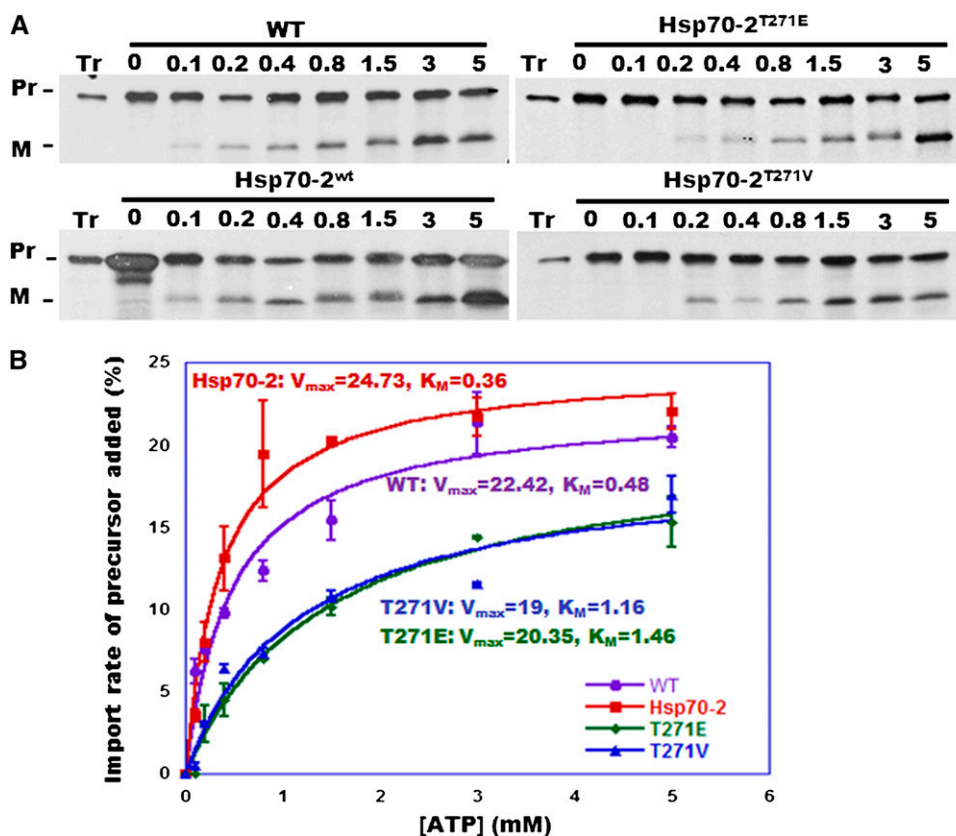 A
WT
Hsp70-2T271E
Tr 0 0.1 0.2 0.4 0.8 1.5 3 5
Tr 0 0.1 0.2 0.4 0.8 1.5 3 5
Pr
M
Hsp70-2wt
Hsp70-2T271V
Tr 0 0.1 0.2 0.4 0.8 1.5 3 5
Tr 0 0.1 0.2 0.4 0.8 1.5 3 5
Pr
M
B
Import rate of precursor added (%)
25
20
15
10
5
0
Hsp70-2: Vmax=24.73, KM=0.36
WT: Vmax=22.42, KM=0.48
T271V: Vmax=19, KM=1.16
T271E: Vmax=20.35, KM=1.46
WT
Hsp70-2
T271E
T271V
0 1 2 3 4 5 6
[ATP] (mM)